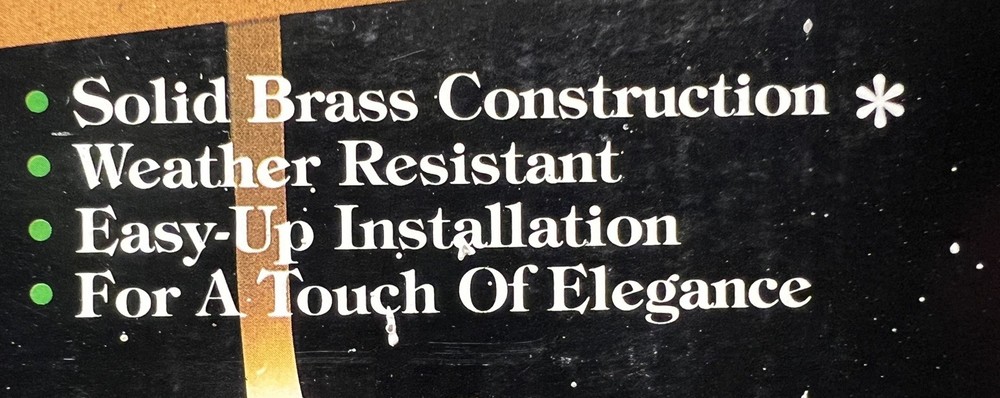 • Solid Brass Construction *
• Weather Resistant
• Easy-Up Installation
• For A Touch Of Elegance